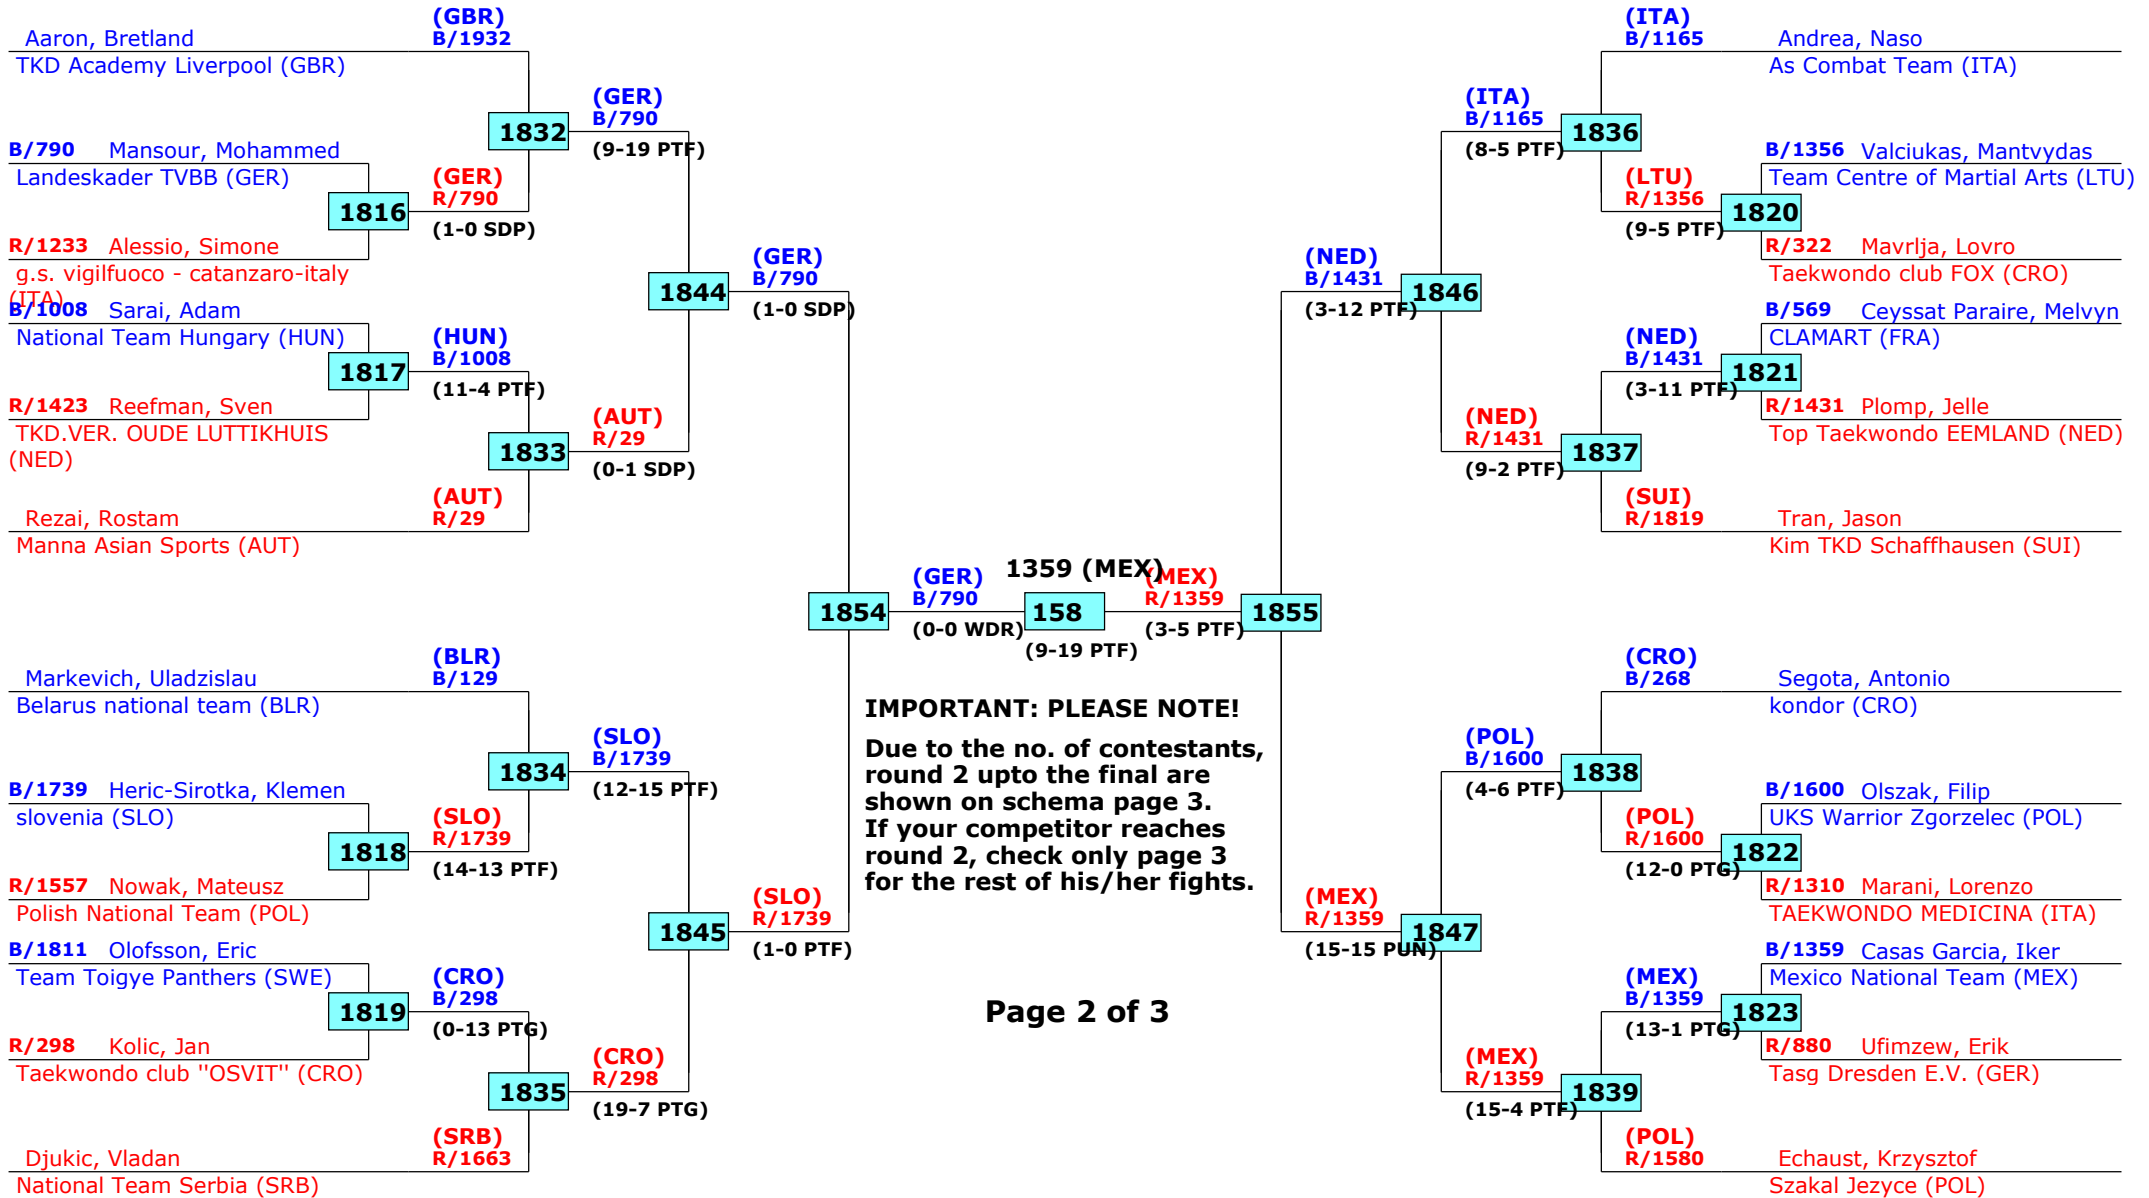 (GBR)
B/1932
Aaron, Bretland
TKD Academy Liverpool (GBR)
1832
(GER)
B/790
(9-19 PTF)
B/790 Mansour, Mohammed
Landeskader TVBB (GER)
1816
(GER)
R/790
(1-0 SDP)
R/1233 Alessio, Simone
g.s. vigilfuoco - catanzaro-italy
(ITA)
1844
(GER)
B/790
(1-0 SDP)
B/1008 Sarai, Adam
National Team Hungary (HUN)
1817
(HUN)
B/1008
(11-4 PTF)
R/1423 Reefman, Sven
TKD.VER. OUDE LUTTIKHUIS
(NED)
1833
(AUT)
R/29
(0-1 SDP)
(AUT)
R/29
Rezai, Rostam
Manna Asian Sports (AUT)
1854
(GER)
B/790
(0-0 WDR)
1359 (MEX)
158
(9-19 PTF)
(MEX)
R/1359
(3-5 PTF)
1855
(BLR)
B/129
Markevich, Uladzislau
Belarus national team (BLR)
1834
(SLO)
B/1739
(12-15 PTF)
B/1739 Heric-Sirotka, Klemen
slovenia (SLO)
1818
(SLO)
R/1739
(14-13 PTF)
R/1557 Nowak, Mateusz
Polish National Team (POL)
1845
(SLO)
R/1739
(1-0 PTF)
B/1811 Olofsson, Eric
Team Toigye Panthers (SWE)
1819
(CRO)
B/298
(0-13 PTG)
R/298 Kolic, Jan
Taekwondo club "OSVIT" (CRO)
1835
(CRO)
R/298
(19-7 PTG)
(SRB)
R/1663
Djukic, Vladan
National Team Serbia (SRB)
IMPORTANT: PLEASE NOTE!
Due to the no. of contestants,
round 2 upto the final are
shown on schema page 3.
If your competitor reaches
round 2, check only page 3
for the rest of his/her fights.
Page 2 of 3
(ITA)
B/1165
Andrea, Naso
As Combat Team (ITA)
(ITA)
B/1165
(8-5 PTF)
1836
B/1356 Valciukas, Mantvydas
Team Centre of Martial Arts (LTU)
(LTU)
R/1356
(9-5 PTF)
1820
R/322 Mavrlja, Lovro
Taekwondo club FOX (CRO)
(NED)
B/1431
(3-12 PTF)
1846
B/569 Ceyssat Paraire, Melvyn
CLAMART (FRA)
(NED)
B/1431
(3-11 PTF)
1821
R/1431 Plomp, Jelle
Top Taekwondo EEMLAND (NED)
(NED)
R/1431
(9-2 PTF)
1837
(SUI)
R/1819
Tran, Jason
Kim TKD Schaffhausen (SUI)
(CRO)
B/268
Segota, Antonio
kondor (CRO)
(POL)
B/1600
(4-6 PTF)
1838
B/1600 Olszak, Filip
UKS Warrior Zgorzelec (POL)
(POL)
R/1600
(12-0 PTG)
1822
R/1310 Marani, Lorenzo
TAEKWONDO MEDICINA (ITA)
(MEX)
R/1359
(15-15 PUN)
1847
B/1359 Casas Garcia, Iker
Mexico National Team (MEX)
(MEX)
B/1359
(13-1 PTG)
1823
R/880 Ufimzew, Erik
Tasg Dresden E.V. (GER)
(MEX)
R/1359
(15-4 PTF)
1839
(POL)
R/1580
Echaust, Krzysztof
Szakal Jezyce (POL)